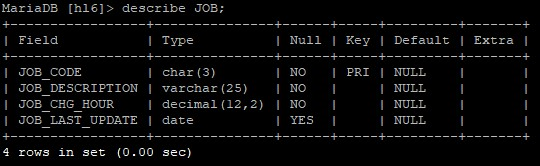 MariaDB [hl6]> describe JOB;
+-----------------+---------------+------+-----+---------+-------+
| Field | Type | Null | Key | Default | Extra |
+-----------------+---------------+------+-----+---------+-------+
| JOB_CODE | char(3) | NO | PRI | NULL | |
| JOB_DESCRIPTION | varchar(25) | NO | | NULL | |
| JOB_CHG_HOUR | decimal(12,2) | NO | | NULL | |
| JOB_LAST_UPDATE | date | YES | | NULL | |
+-----------------+---------------+------+-----+---------+-------+
4 rows in set (0.00 sec)